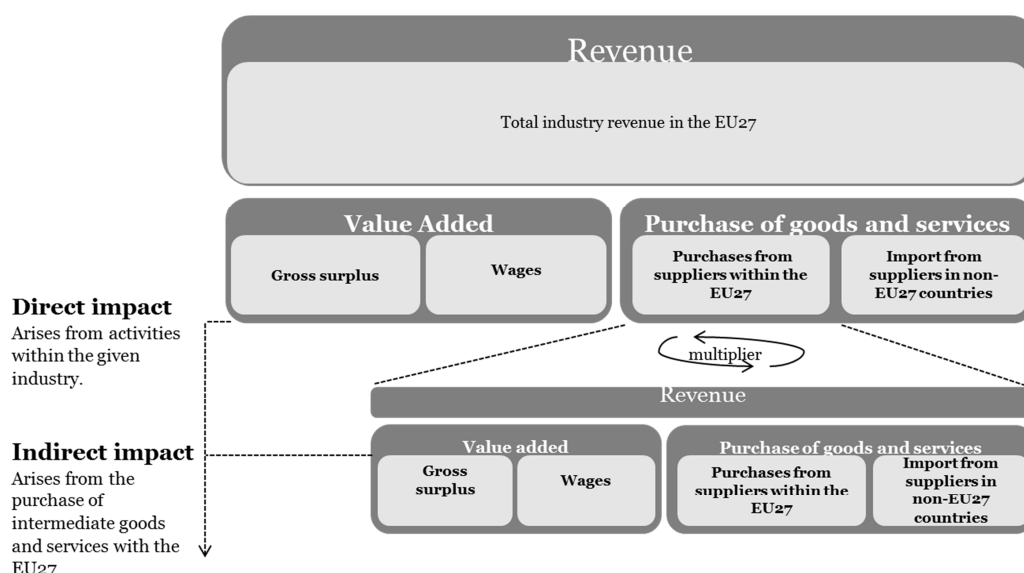 Revenue
Total industry revenue in the EU27
Value Added
Gross surplus
Wages
Purchase of goods and services
Purchases from
suppliers within the
EU27
Import from
suppliers in non-
EU27 countries
Direct impact
Arises from activities
within the given
industry.
multiplier
Revenue
Indirect impact
Arises from the
purchase of
intermediate goods
and services with the
EU27
Value added
Gross
surplus
Wages
Purchase of goods and services
Purchases from
suppliers within the
EU27
Import from
suppliers in
non-EU27
countries